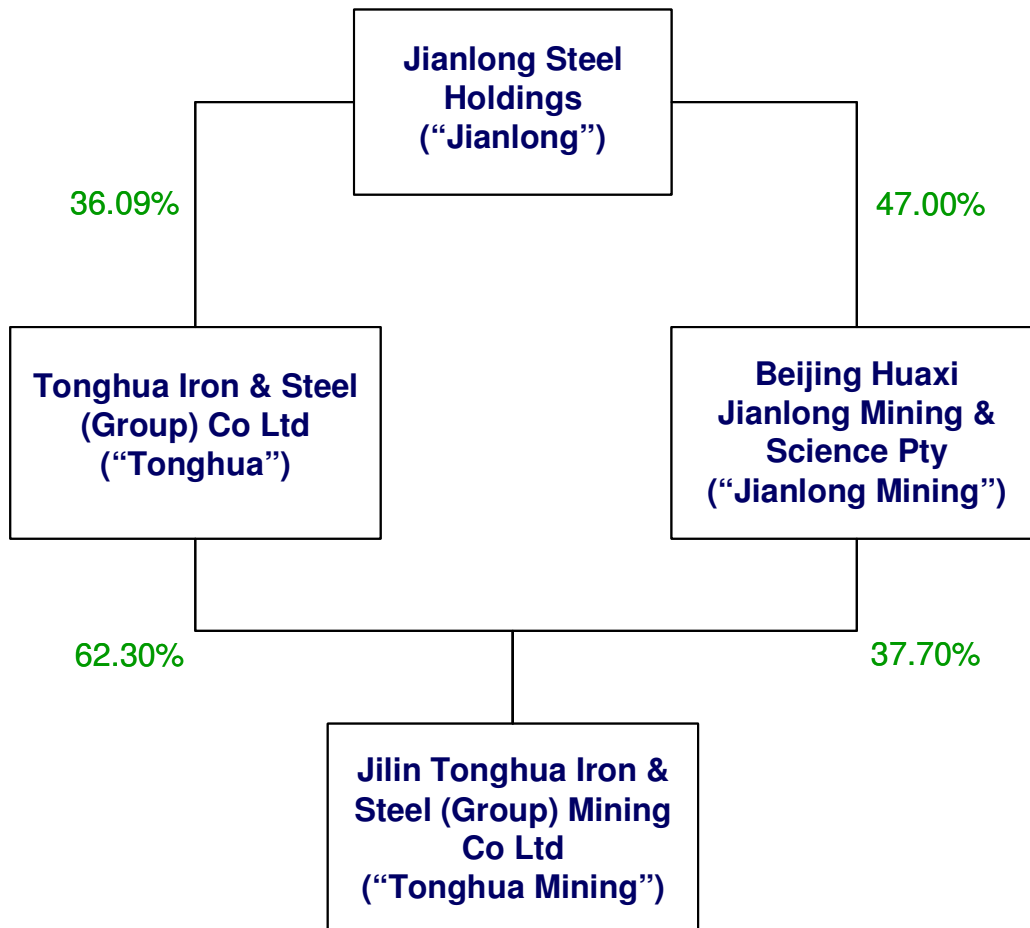 Jianlong Steel
Holdings
(“Jianlong”)
36.09%
47.00%
Tonghua Iron & Steel
(Group) Co Ltd
(“Tonghua”)
Beijing Huaxi
Jianlong Mining &
Science Pty
(“Jianlong Mining”)
62.30%
37.70%
Jilin Tonghua Iron &
Steel (Group) Mining
Co Ltd
(“Tonghua Mining”)